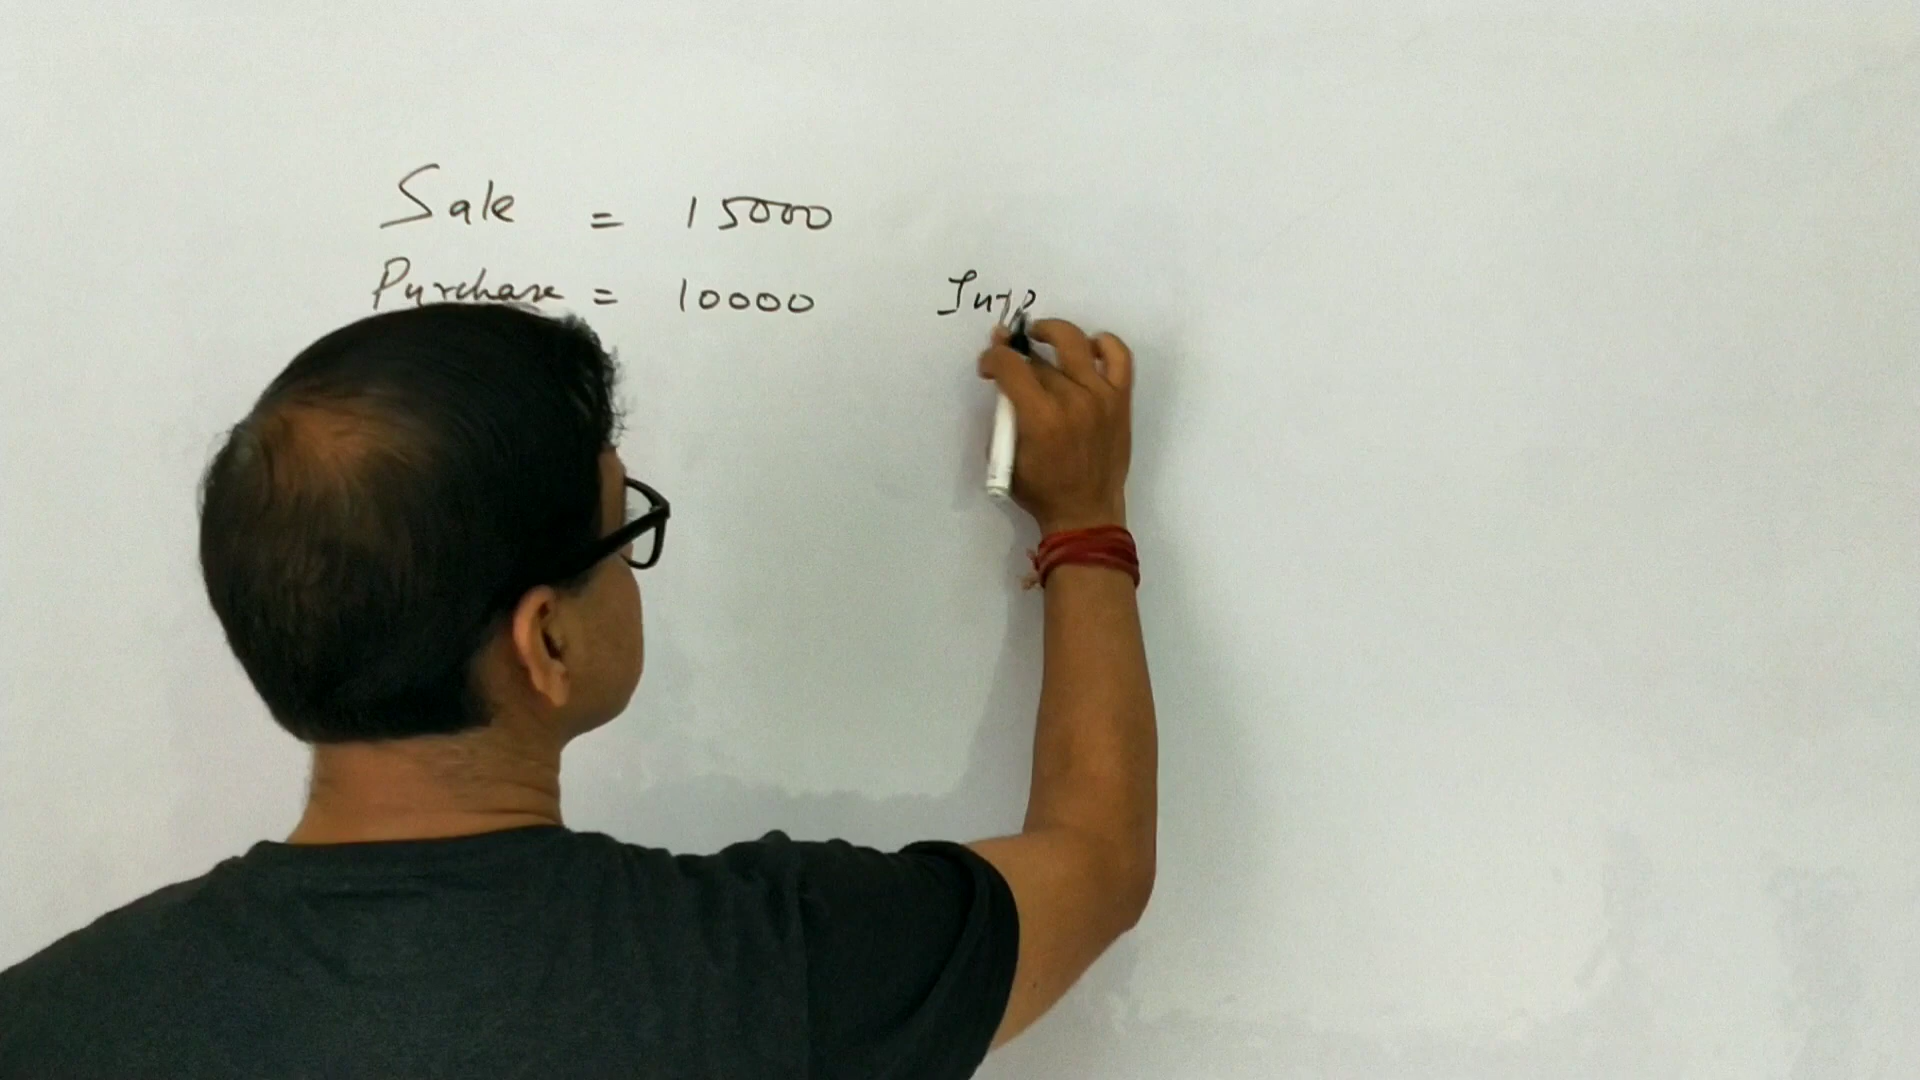 Sale = 15000
Purchase = 10000